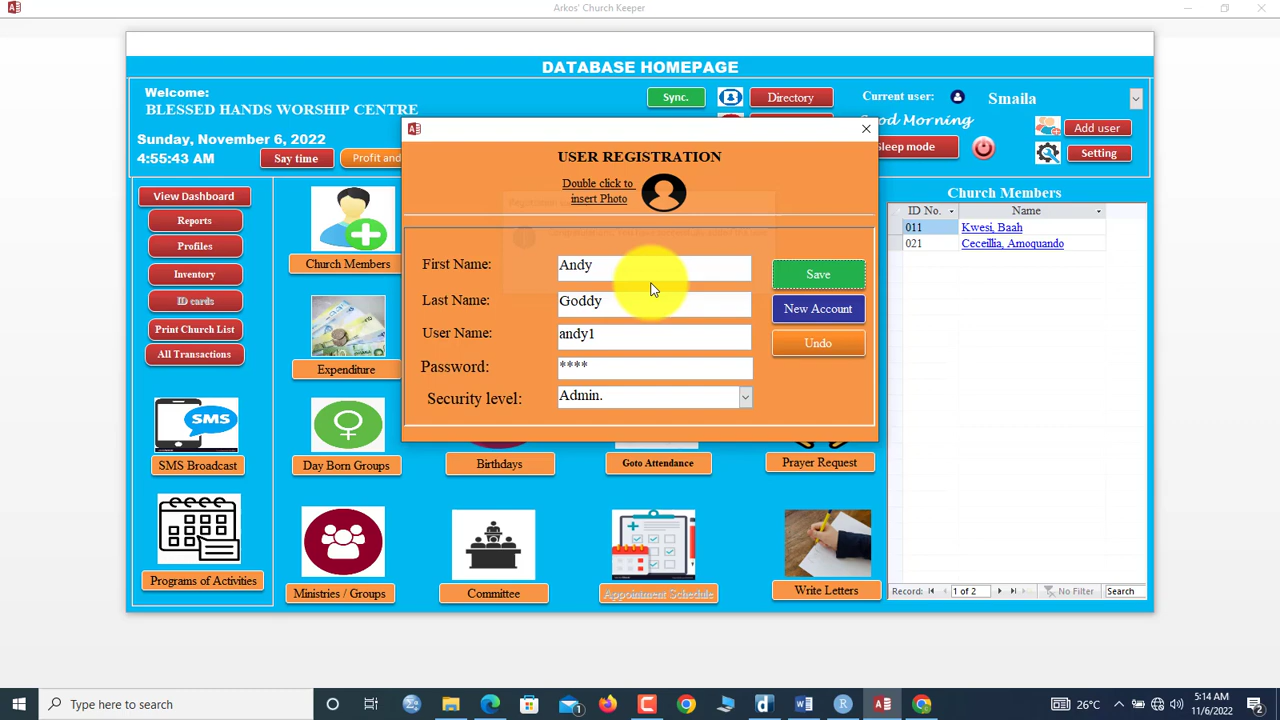 Arkos' Church Keeper
DATABASE HOMEPAGE
Welcome:
BLESSED HANDS WORSHIP CENTRE
Sync.
Directory
Current user:
Smaila
Good Morning
Sunday, November 6, 2022
4:55:43 AM
Say time
Profit and
Sleep mode
Add user
Setting
USER REGISTRATION
Double click to
insert Photo
First Name:
Andy
Save
Last Name:
Goddy
New Account
User Name:
andy1
Undo
Password:
****
Security level:
Admin.
View Dashboard
Reports
Profiles
Inventory
ID cards
Print Church List
All Transactions
Church Members
Expenditure
Church Members
ID No.
Name
011
Kwesi, Baah
021
Ceceillia, Amoquando
SMS
SMS Broadcast
Day Born Groups
Birthdays
Goto Attendance
Prayer Request
Programs of Activities
Ministries / Groups
Committee
Appointment Schedule
Write Letters
Record:
1 of 2
No Filter
Search
Type here to search
26°C
5:14 AM
11/6/2022